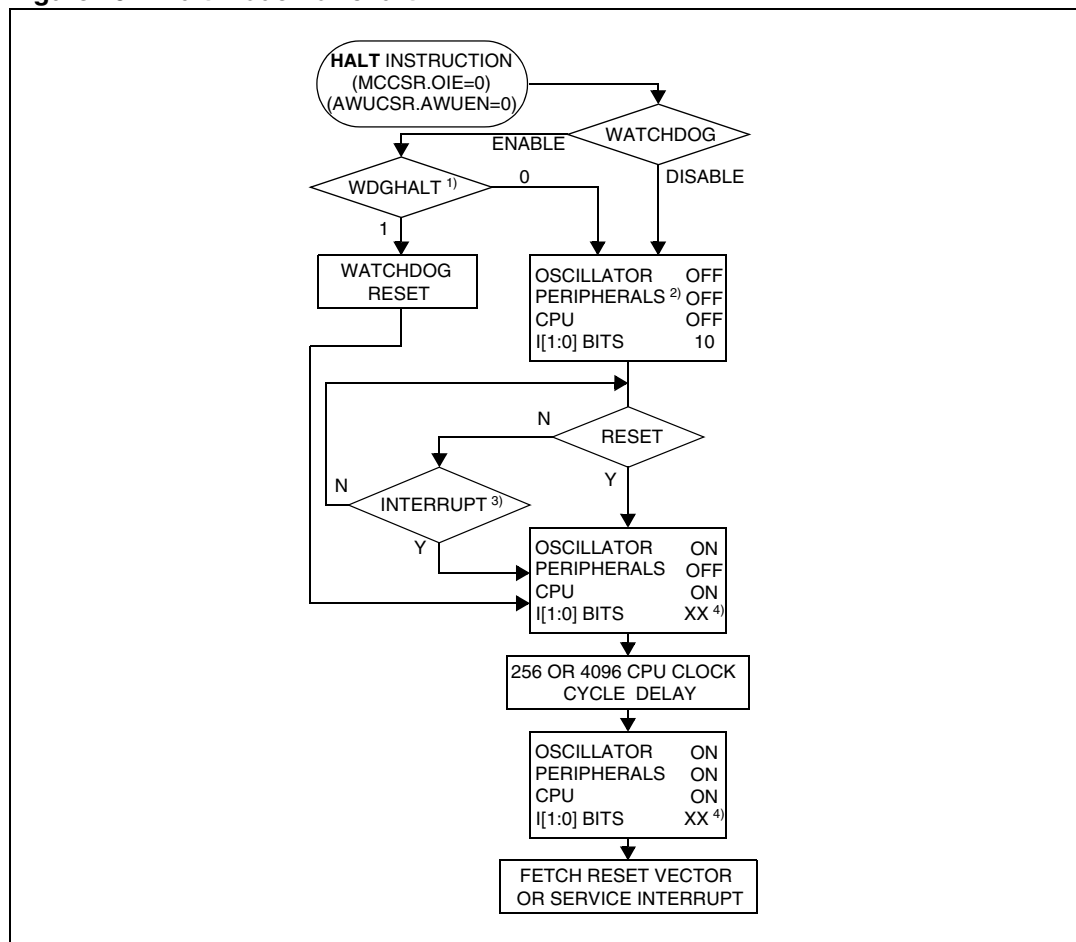 HALT INSTRUCTION
(MCCSR.OIE=0)
(AWUCSR.AWUEN=0)
WATCHDOG
ENABLE
DISABLE
WDGHALT 1)
0
1
WATCHDOG
RESET
OSCILLATOR OFF
PERIPHERALS 2) OFF
CPU OFF
I[1:0] BITS 10
N
RESET
Y
N
INTERRUPT 3)
Y
OSCILLATOR ON
PERIPHERALS OFF
CPU ON
I[1:0] BITS XX 4)
256 OR 4096 CPU CLOCK
CYCLE DELAY
OSCILLATOR ON
PERIPHERALS ON
CPU ON
I[1:0] BITS XX 4)
FETCH RESET VECTOR
OR SERVICE INTERRUPT